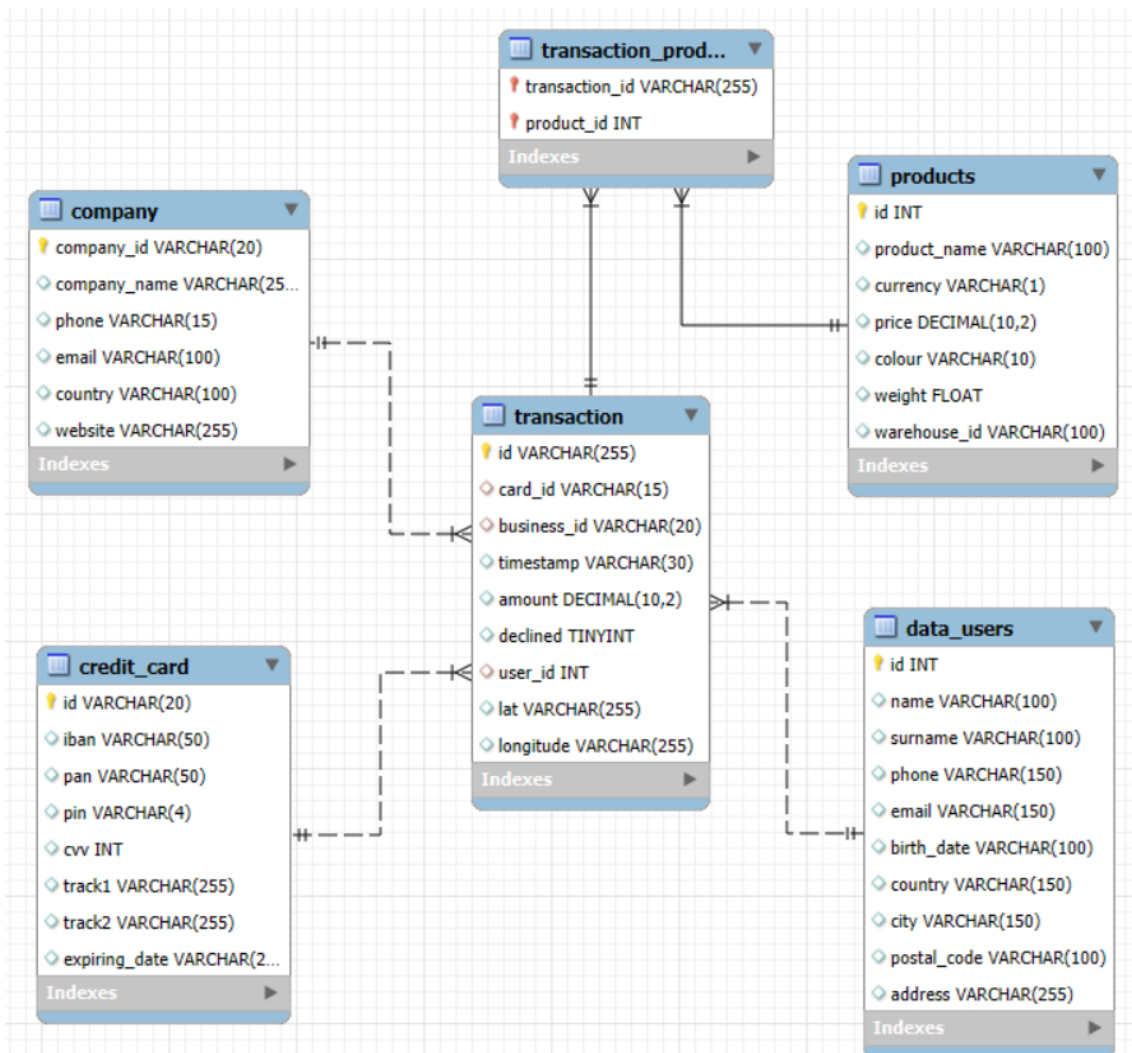 transaction_prod...
transaction_id VARCHAR(255)
product_id INT
Indexes
products
id INT
product_name VARCHAR(100)
currency VARCHAR(1)
price DECIMAL(10,2)
colour VARCHAR(10)
weight FLOAT
warehouse_id VARCHAR(100)
Indexes
company
company_id VARCHAR(20)
company_name VARCHAR(25...
phone VARCHAR(15)
email VARCHAR(100)
country VARCHAR(100)
website VARCHAR(255)
Indexes
transaction
id VARCHAR(255)
card_id VARCHAR(15)
business_id VARCHAR(20)
timestamp VARCHAR(30)
amount DECIMAL(10,2)
declined TINYINT
user_id INT
lat VARCHAR(255)
longitude VARCHAR(255)
Indexes
credit_card
id VARCHAR(20)
iban VARCHAR(50)
pan VARCHAR(50)
pin VARCHAR(4)
cvv INT
track1 VARCHAR(255)
track2 VARCHAR(255)
expiring_date VARCHAR(2...
Indexes
data_users
id INT
name VARCHAR(100)
surname VARCHAR(100)
phone VARCHAR(150)
email VARCHAR(150)
birth_date VARCHAR(100)
country VARCHAR(150)
city VARCHAR(150)
postal_code VARCHAR(100)
address VARCHAR(255)
Indexes